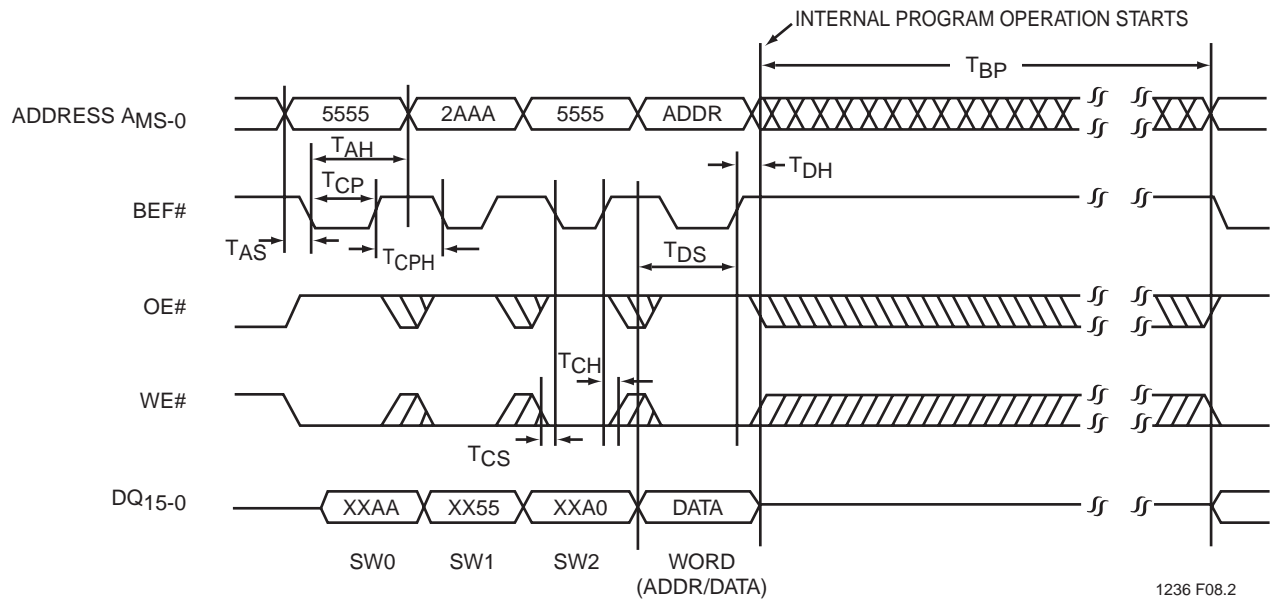 INTERNAL PROGRAM OPERATION STARTS
TBP
ADDRESS AMS-0
5555 2AAA 5555 ADDR
TAH
TDH
TCP
BEF#
TAS
TCPH
TDS
OE#
TCH
WE#
TCS
DQ15-0
XXAA XX55 XXA0 DATA
SW0 SW1 SW2 WORD
(ADDR/DATA)
1236 F08.2